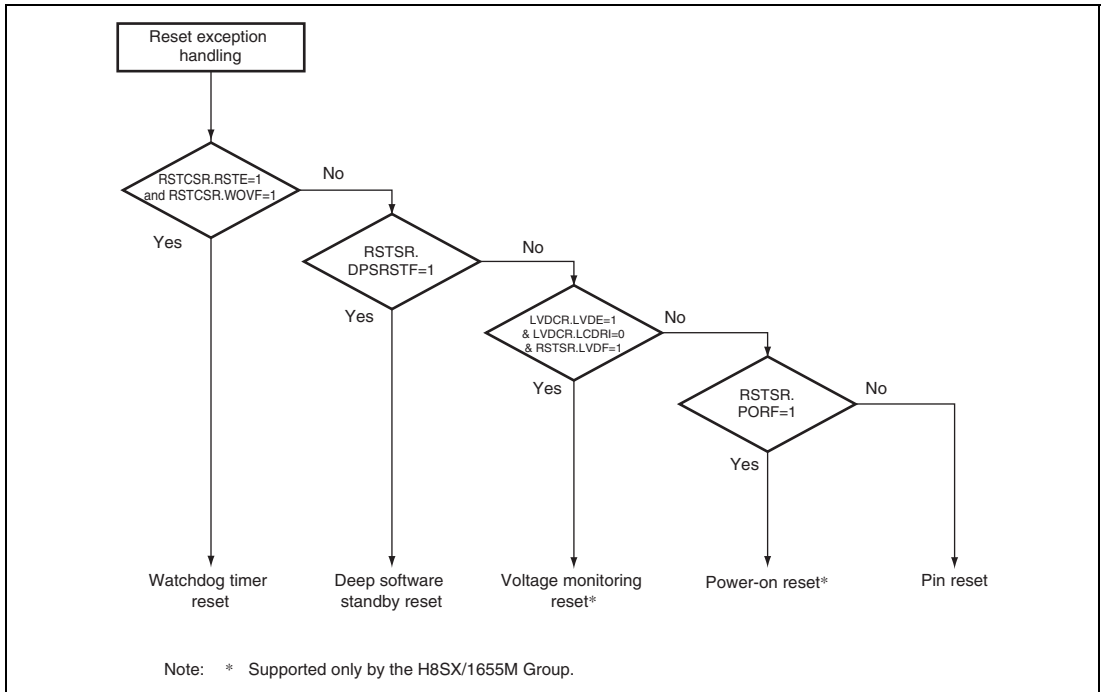 Reset exception
handling
RSTCSR.RSTE=1
and RSTCSR.WOVF=1
No
Yes
RSTSR.
DPSRSTF=1
No
Yes
LVDCR.LVDE=1
& LVDCR.LCDRI=0
& RSTSR.LVDF=1
No
Yes
RSTSR.
PORF=1
No
Yes
Watchdog timer
reset
Deep software
standby reset
Voltage monitoring
reset*
Power-on reset*
Pin reset
Note: * Supported only by the H8SX/1655M Group.